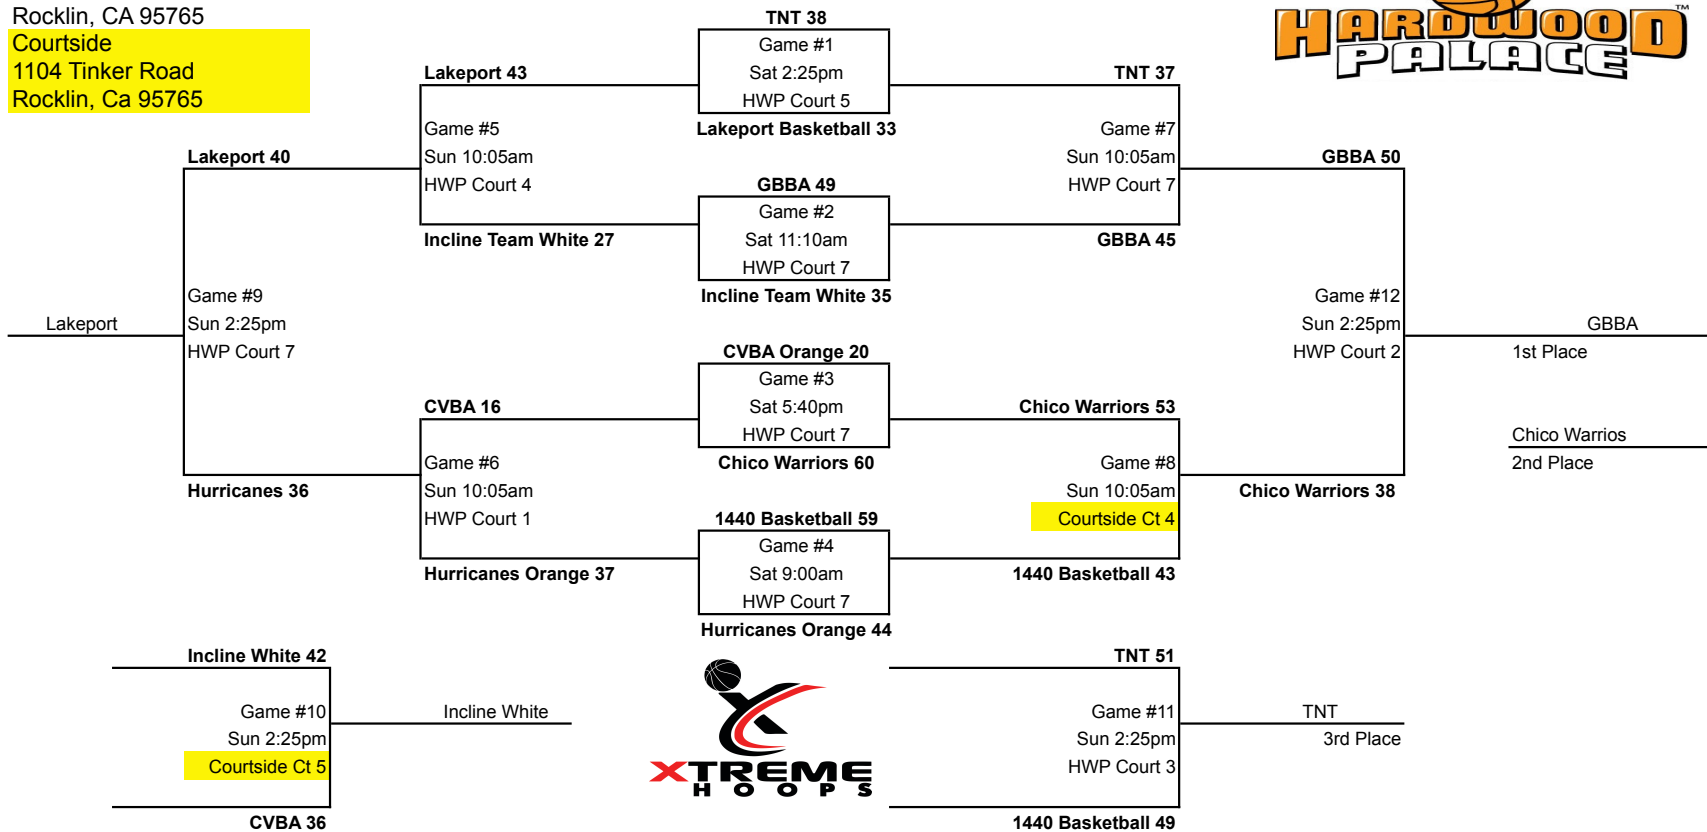 Rocklin, CA 95765
Courtside
1104 Tinker Road
Rocklin, Ca 95765
HARDWOOD
PALACE
TM
TNT 38
Game #1
Sat 2:25pm
HWP Court 5
Lakeport Basketball 33
Lakeport 43
Game #5
Sun 10:05am
HWP Court 4
Incline Team White 27
TNT 37
Game #7
Sun 10:05am
HWP Court 7
GBBA 45
GBBA 49
Game #2
Sat 11:10am
HWP Court 7
Incline Team White 35
Lakeport 40
Game #9
Sun 2:25pm
HWP Court 7
Hurricanes 36
Lakeport
GBBA 50
Game #12
Sun 2:25pm
HWP Court 2
Chico Warriors 38
GBBA
1st Place
Chico Warrios
2nd Place
CVBA Orange 20
Game #3
Sat 5:40pm
HWP Court 7
Chico Warriors 60
CVBA 16
Game #6
Sun 10:05am
HWP Court 1
Hurricanes Orange 37
Chico Warriors 53
Game #8
Sun 10:05am
Courtside Ct 4
1440 Basketball 43
1440 Basketball 59
Game #4
Sat 9:00am
HWP Court 7
Hurricanes Orange 44
Incline White 42
Game #10
Sun 2:25pm
Courtside Ct 5
CVBA 36
Incline White
XTREME
HOOPS
TNT 51
Game #11
Sun 2:25pm
HWP Court 3
1440 Basketball 49
TNT
3rd Place